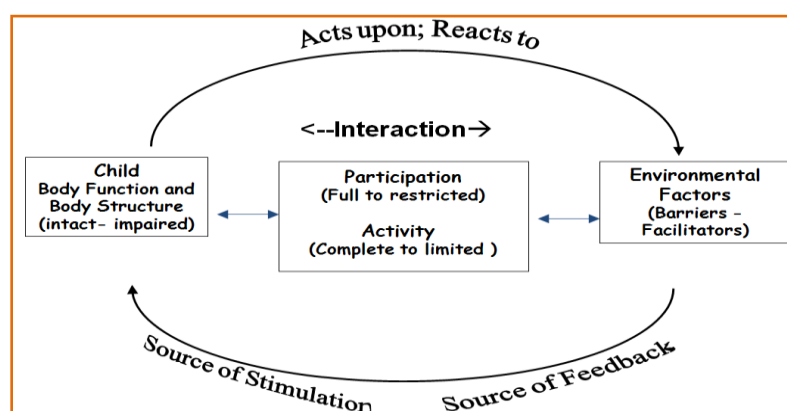 Acts upon; Reacts to
<--Interaction→
Child
Body Function and
Body Structure
(intact- impaired)
Participation
(Full to restricted)
Activity
(Complete to limited )
Environmental
Factors
(Barriers -
Facilitators)
Source of Stimulation
Source of Feedback